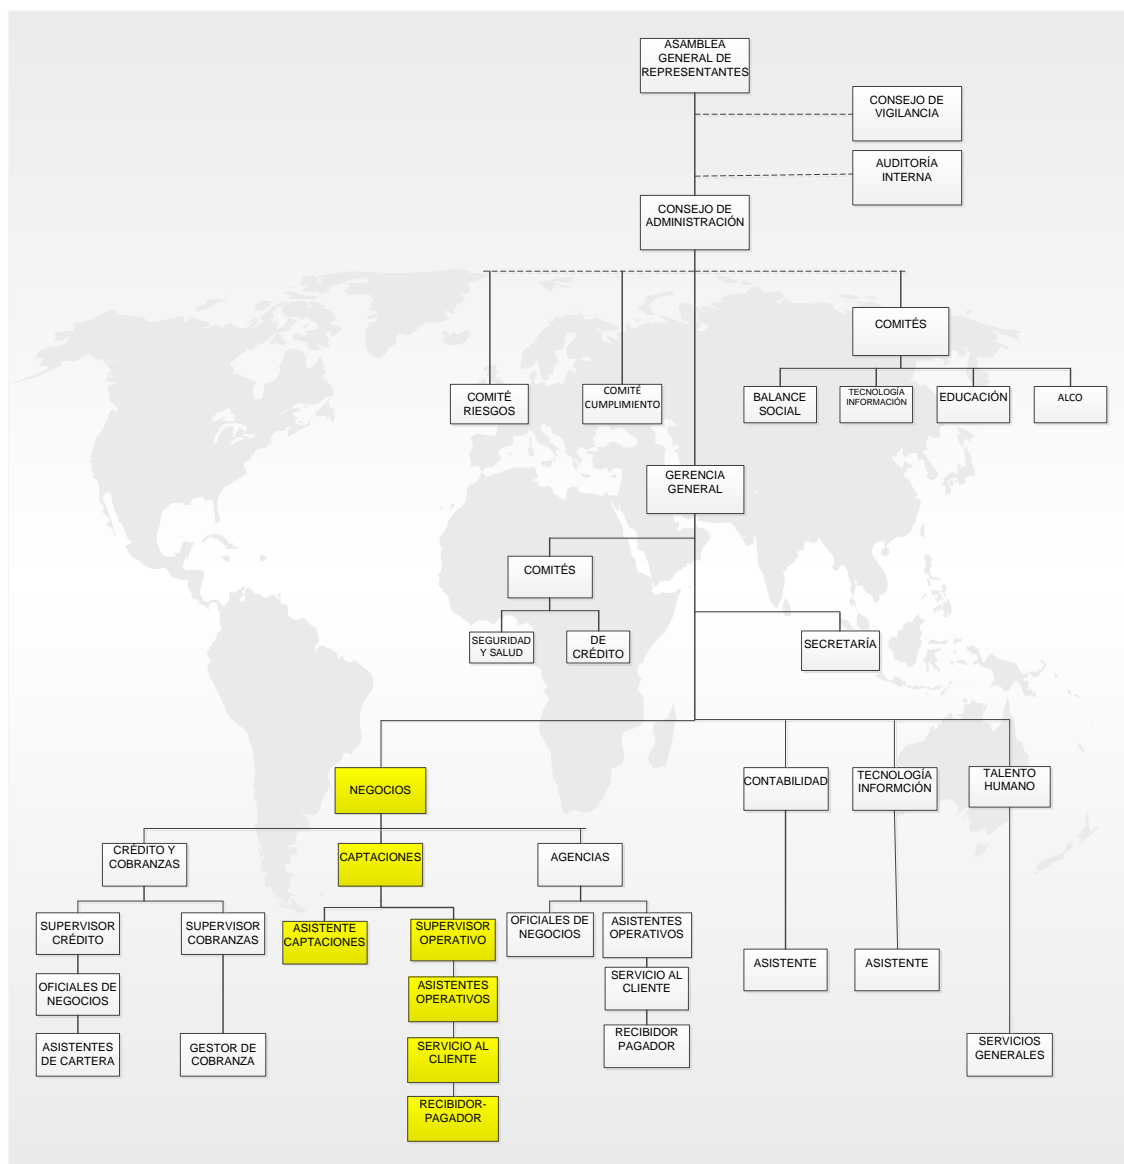 ASAMBLEA
GENERAL DE
REPRESENTANTES
CONSEJO DE
VIGILANCIA
AUDITORÍA
INTERNA
CONSEJO DE
ADMINISTRACIÓN
COMITÉS
COMITÉ
RIESGOS
COMITÉ
CUMPLIMIENTO
BALANCE
SOCIAL
TECNOLOGÍA
INFORMACIÓN
EDUCACIÓN
ALCO
GERENCIA
GENERAL
COMITÉS
SEGURIDAD
Y SALUD
DE
CRÉDITO
SECRETARÍA
NEGOCIOS
CONTABILIDAD
TECNOLOGÍA
INFORMCIÓN
TALENTO
HUMANO
CRÉDITO Y
COBRANZAS
CAPTACIONES
AGENCIAS
SUPERVISOR
CRÉDITO
SUPERVISOR
COBRANZAS
ASISTENTE
CAPTACIONES
SUPERVISOR
OPERATIVO
OFICIALES DE
NEGOCIOS
ASISTENTES
OPERATIVOS
ASISTENTE
ASISTENTE
OFICIALES DE
NEGOCIOS
ASISTENTES
OPERATIVOS
SERVICIO AL
CLIENTE
ASISTENTES
DE CARTERA
GESTOR DE
COBRANZA
SERVICIO AL
CLIENTE
RECIBIDOR
PAGADOR
SERVICIOS
GENERALES
RECIBIDOR-
PAGADOR